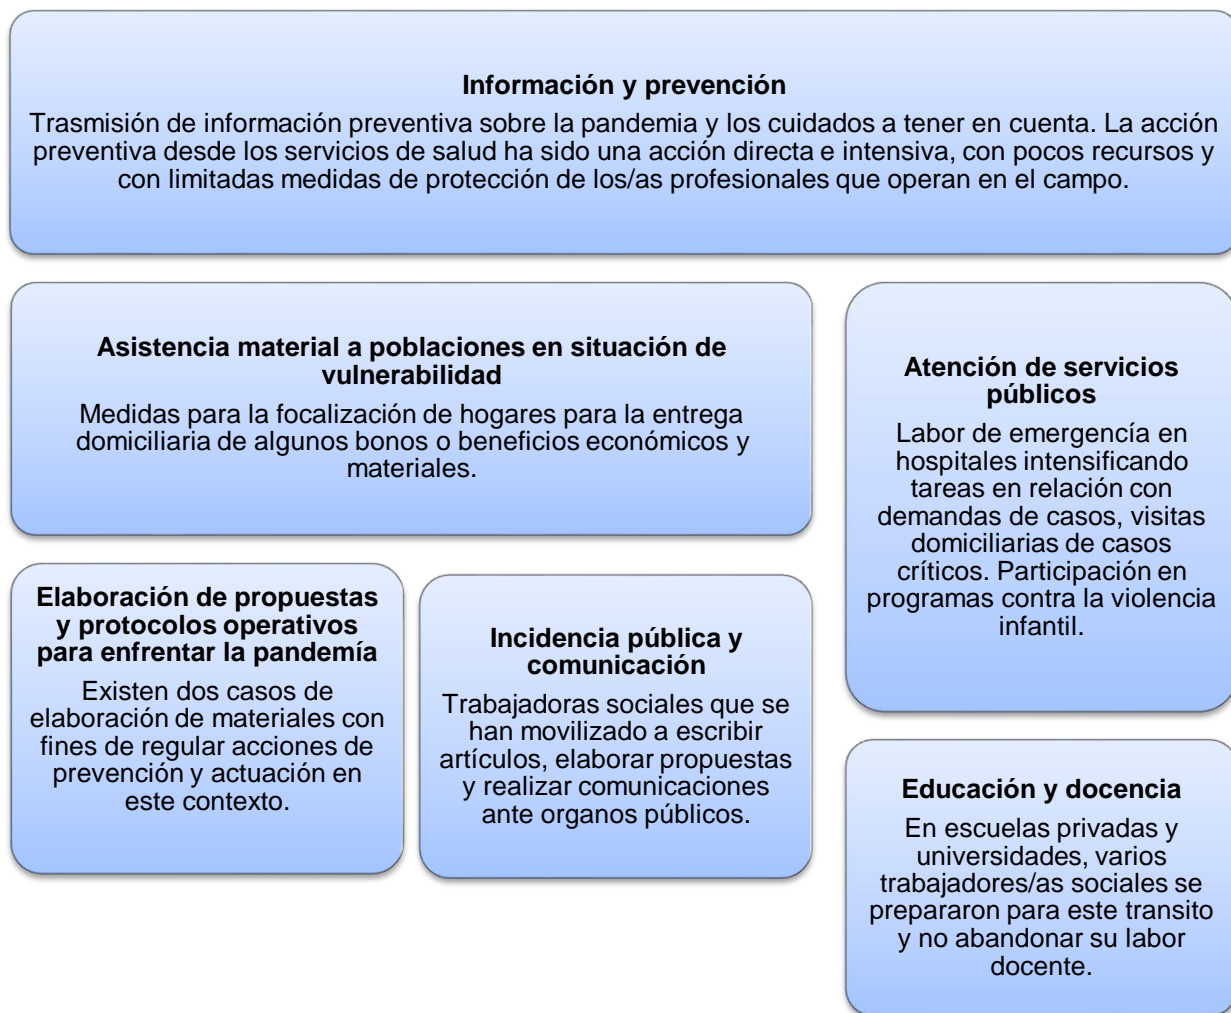 Información y prevención
Trasmisión de información preventiva sobre la pandemia y los cuidados a tener en cuenta. La acción
preventiva desde los servicios de salud ha sido una acción directa e intensiva, con pocos recursos y
con limitadas medidas de protección de los/as profesionales que operan en el campo.
Asistencia material a poblaciones en situación de
vulnerabilidad
Medidas para la focalización de hogares para la entrega
domiciliaria de algunos bonos o beneficios económicos y
materiales.
Atención de servicios
públicos
Labor de emergencía en
hospitales intensificando
tareas en relación con
demandas de casos, visitas
domiciliarias de casos
críticos. Participación en
programas contra la violencia
infantil.
Elaboración de propuestas
y protocolos operativos
para enfrentar la pandemía
Existen dos casos de
elaboración de materiales con
fines de regular acciones de
prevención y actuación en
este contexto.
Incidencia pública y
comunicación
Trabajadoras sociales que se
han movilizado a escribir
artículos, elaborar propuestas
y realizar comunicaciones
ante organos públicos.
Educación y docencia
En escuelas privadas y
universidades, varios
trabajadores/as sociales se
prepararon para este transito
y no abandonar su labor
docente.